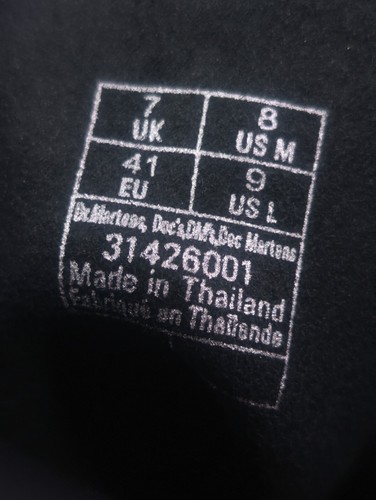 7 8
UK US M
41 9
EU US L
Dr.Martens, Doc's,DM's,Doc Martens
31426001
Made in Thailand
Fabriqué en Thaïlande